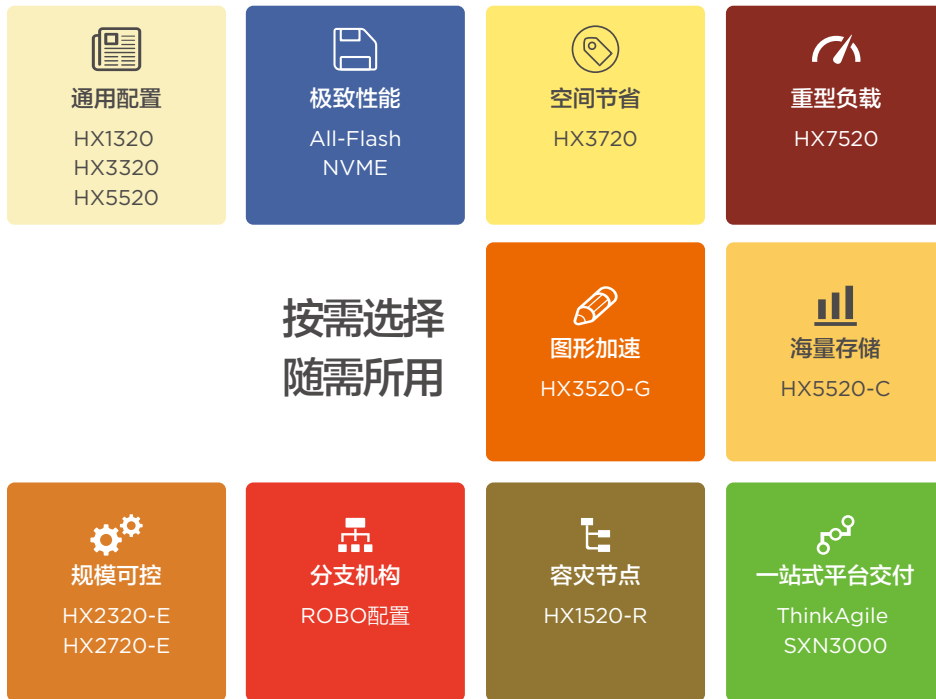 通用配置
HX1320
HX3320
HX5520
极致性能
All-Flash
NVME
空间节省
HX3720
重型负载
HX7520
按需选择
随需所用
图形加速
HX3520-G
海量存储
HX5520-C
规模可控
HX2320-E
HX2720-E
分支机构
ROBO配置
容灾节点
HX1520-R
一站式平台交付
ThinkAgile
SXN3000